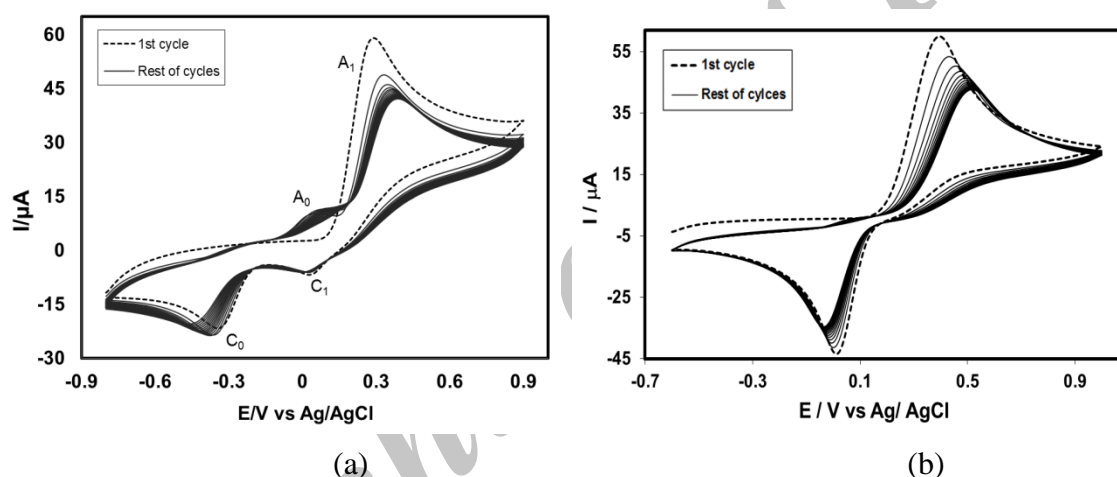 60
45
30
15
0
-15
-30
I/μA
1st cycle
Rest of cycles
A1
A0
C1
C0
-0.9
-0.6
-0.3
0
0.3
0.6
0.9
E/V vs Ag/AgCl
(a)
55
35
15
-5
-25
-45
I / μA
1st cycle
Rest of cylces
-0.7
-0.3
0.1
0.5
0.9
E / V vs Ag/ AgCl
(b)